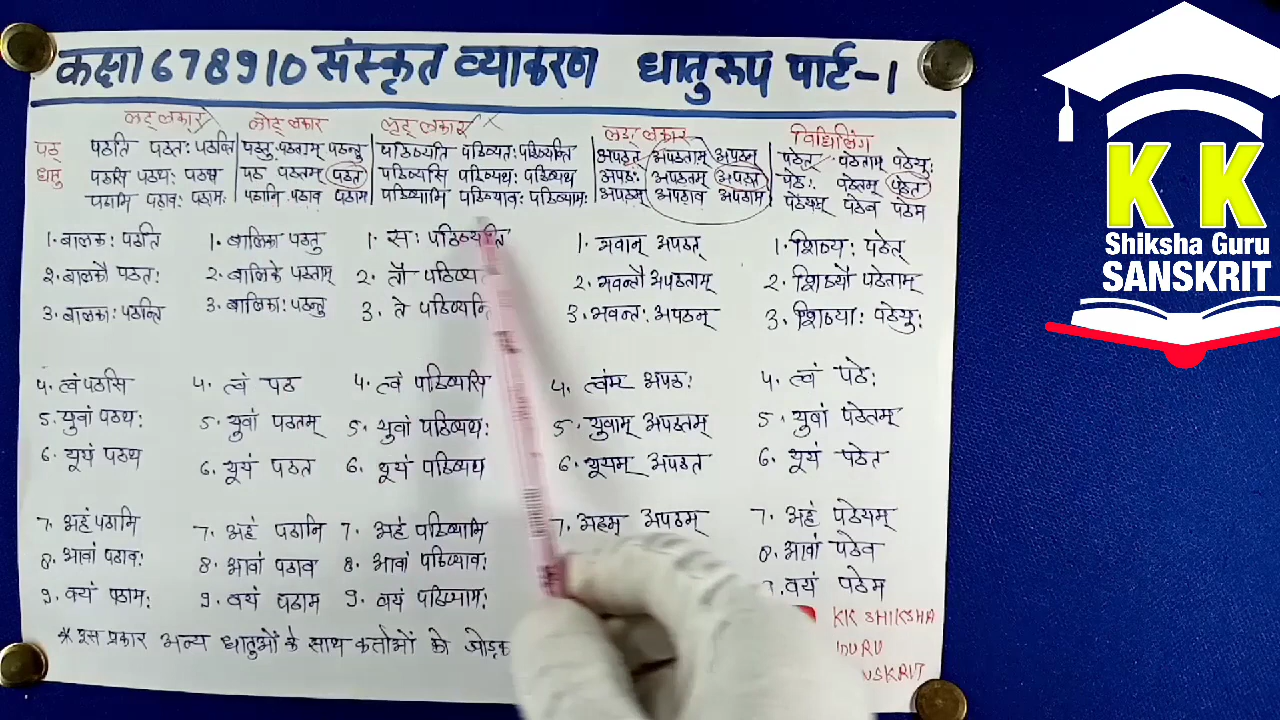 कक्षा 6 7 8 9 10 संस्कृत व्याकरण धातु रूप पार्ट-1
लट् लकार लोट् लकार लृट् लकार लङ् लकार विधिलिंग
पठ् धातु
पठति पठतः पठन्ति
पठसि पठथः पठथ
पठामि पठावः पठामः
पठतु पठताम् पठन्तु
पठ पठतम् पठत
पठानि पठाव पठाम
पठिष्यति पठिष्यतः पठिष्यन्ति
पठिष्यसि पठिष्यथः पठिष्यथ
पठिष्यामि पठिष्यावः पठिष्यामः
अपठत् अपठताम् अपठन्
अपठः अपठतम् अपठत
अपठम् अपठाव अपठाम
पठेत् पठेताम् पठेयुः
पठेः पठेतम् पठेत
पठेयम् पठेव पठेम
1. बालकः पठति
2. बालकौ पठतः
3. बालकाः पठन्ति
4. त्वं पठसि
5. युवां पठथः
6. यूयं पठथ
7. अहं पठामि
8. आवां पठावः
9. वयं पठामः
1. बालिका पठतु
2. बालिके पठताम्
3. बालिकाः पठन्तु
4. त्वं पठ
5. युवां पठतम्
6. यूयं पठत
7. अहं पठानि
8. आवां पठाव
9. वयं पठाम
1. सः पठिष्यति
2. तौ
3. ते पठिष्यन्ति
4. त्वं पठिष्यसि
5. युवां पठिष्यथः
6. यूयं पठिष्यथ
7. अहं पठिष्यामि
8. आवां पठिष्यावः
9. वयं पठिष्यामः
1. भवान् अपठत्
2. भवन्तौ अपठताम्
3. भवन्तः अपठन्
4. अपठः
5. युवाम् अपठतम्
6. यूयम् अपठत
7. अहम् अपठम्
1. शिष्यः पठेत्
2. शिष्यौ पठेताम्
3. शिष्याः पठेयुः
4. त्वं पठेः
5. युवां पठेतम्
6. यूयं पठेत
7. अहं पठेयम्
8. आवां पठेव
वयं पठेम
* इस प्रकार अन्य धातुओं के साथ कर्ताओं को
KK SHIKSHA
K K
Shiksha Guru
SANSKRIT